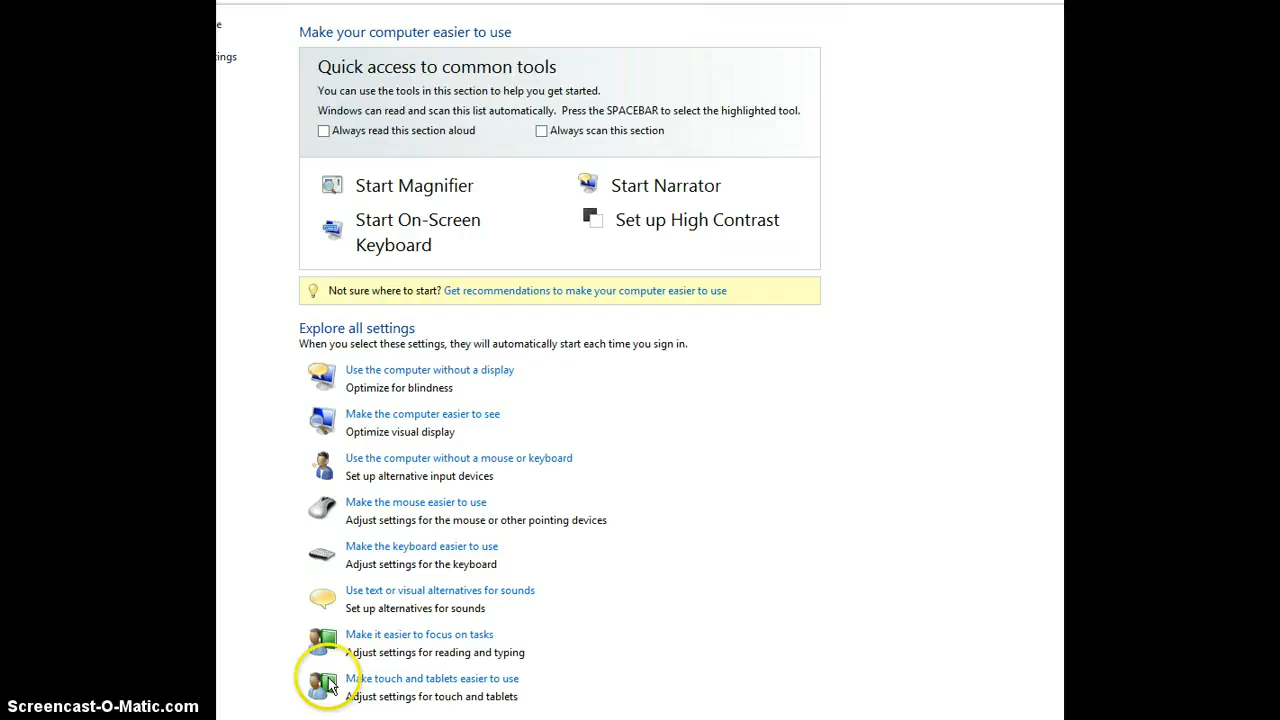 e
Make your computer easier to use
tings
Quick access to common tools
You can use the tools in this section to help you get started.
Windows can read and scan this list automatically. Press the SPACEBAR to select the highlighted tool.
Always read this section aloud Always scan this section
Start Magnifier Start Narrator
Start On-Screen Set up High Contrast
Keyboard
Not sure where to start? Get recommendations to make your computer easier to use
Explore all settings
When you select these settings, they will automatically start each time you sign in.
Use the computer without a display
Optimize for blindness
Make the computer easier to see
Optimize visual display
Use the computer without a mouse or keyboard
Set up alternative input devices
Make the mouse easier to use
Adjust settings for the mouse or other pointing devices
Make the keyboard easier to use
Adjust settings for the keyboard
Use text or visual alternatives for sounds
Set up alternatives for sounds
Make it easier to focus on tasks
Adjust settings for reading and typing
Make touch and tablets easier to use
Adjust settings for touch and tablets
Screencast-O-Matic.com